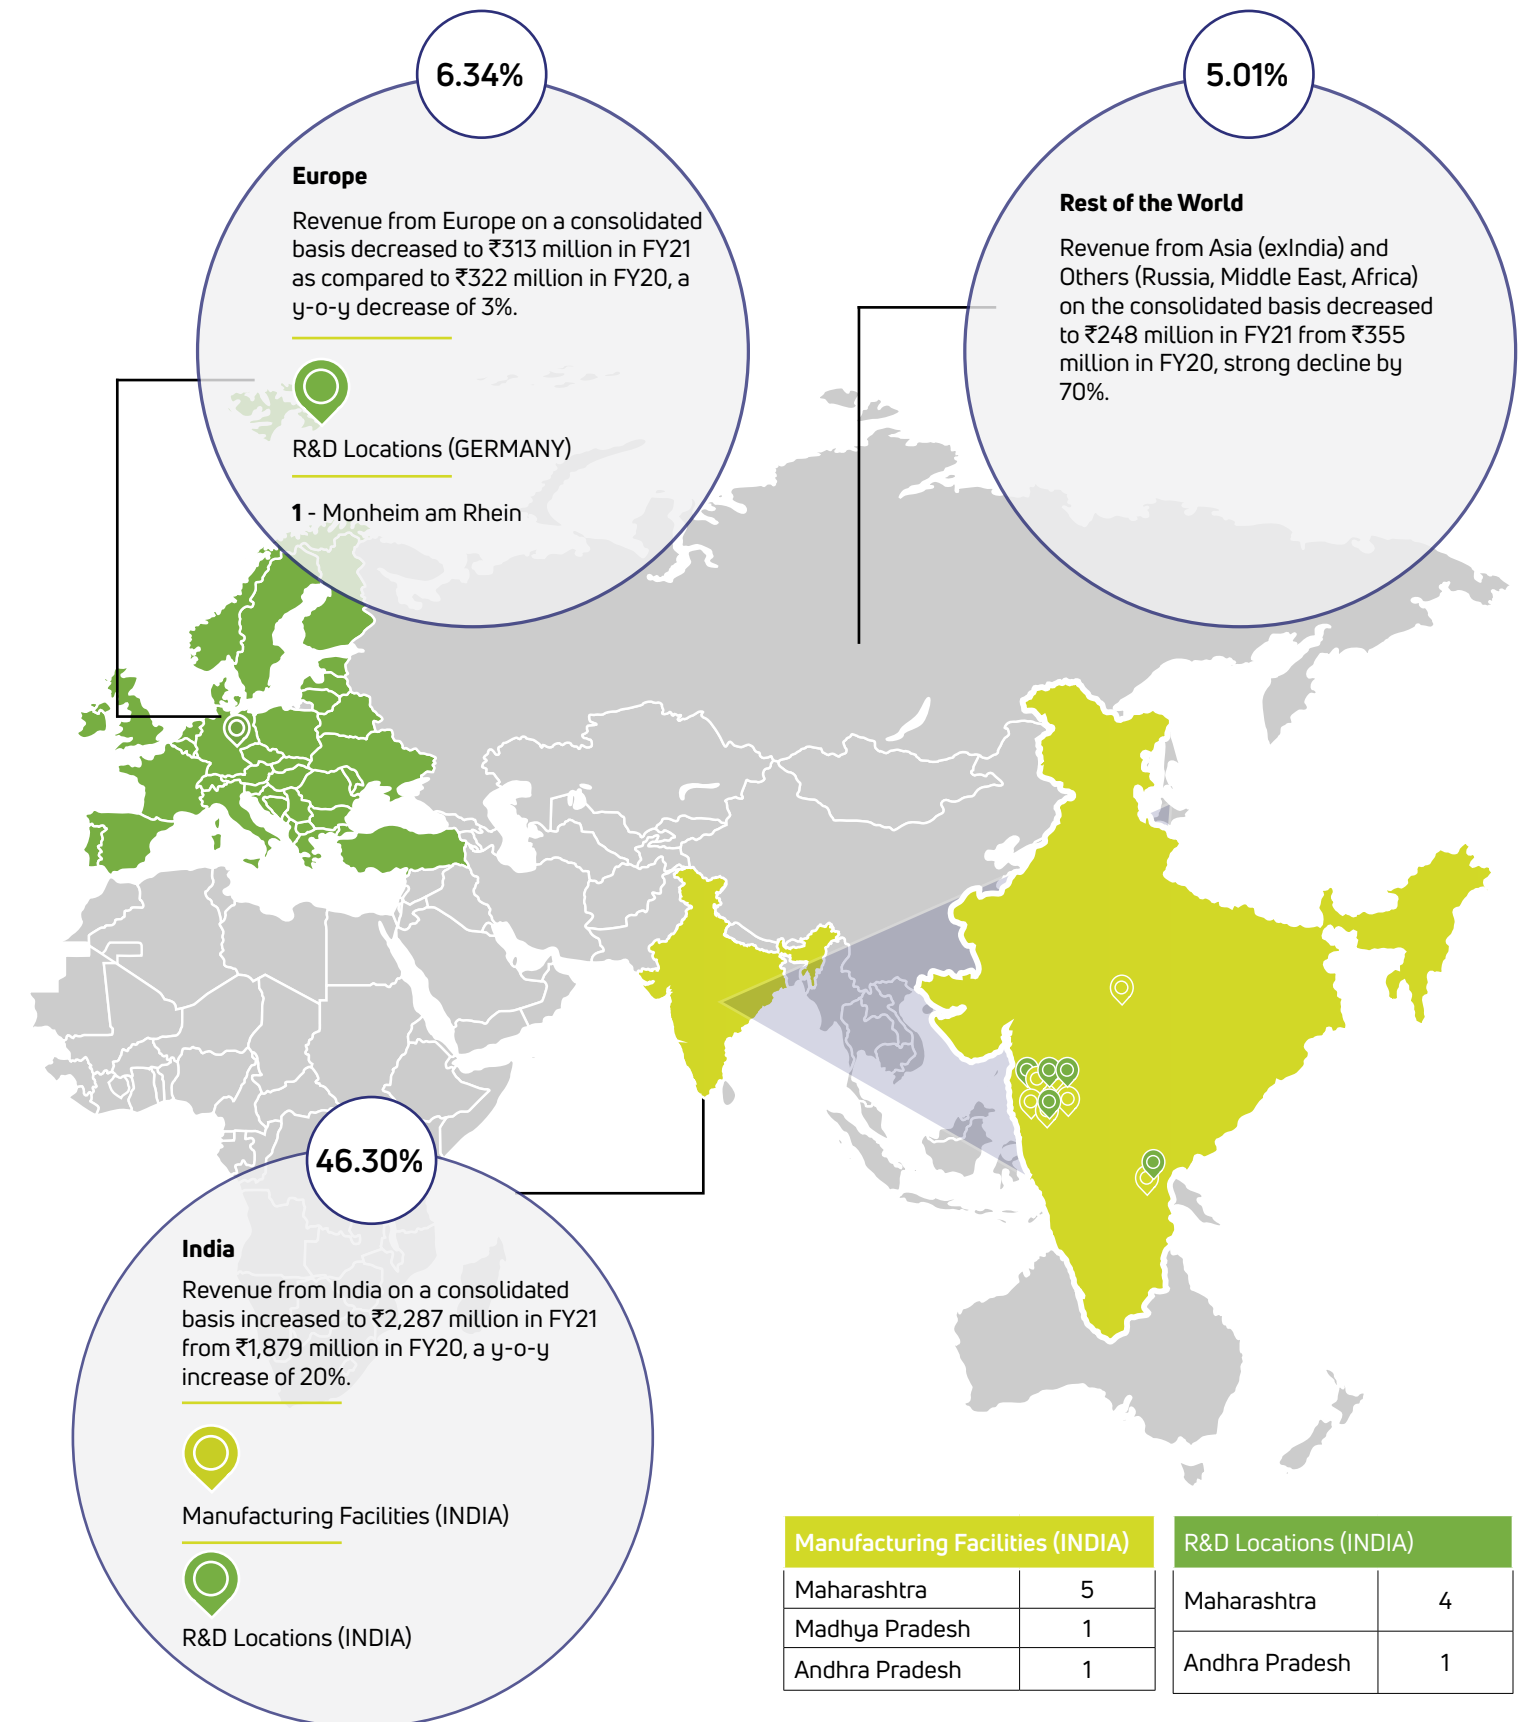 6.34%
Europe
Revenue from Europe on a consolidated
basis decreased to ₹313 million in FY21
as compared to ₹322 million in FY20, a
y-o-y decrease of 3%.
R&D Locations (GERMANY)
1 - Monheim am Rhein
5.01%
Rest of the World
Revenue from Asia (exIndia) and
Others (Russia, Middle East, Africa)
on the consolidated basis decreased
to ₹248 million in FY21 from ₹355
million in FY20, strong decline by
70%.
46.30%
India
Revenue from India on a consolidated
basis increased to ₹2,287 million in FY21
from ₹1,879 million in FY20, a y-o-y
increase of 20%.
Manufacturing Facilities (INDIA)
R&D Locations (INDIA)
Manufacturing Facilities (INDIA)
Maharashtra 5
Madhya Pradesh 1
Andhra Pradesh 1
R&D Locations (INDIA)
Maharashtra 4
Andhra Pradesh 1